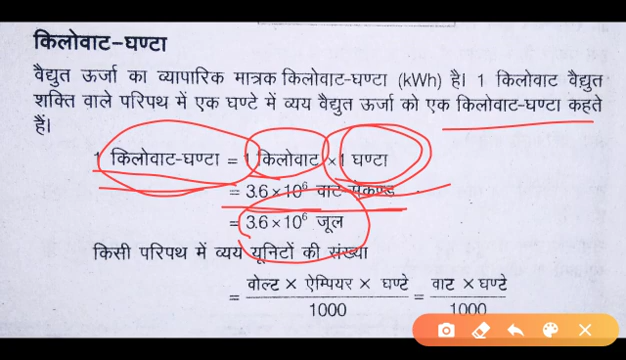 किलोवाट-घण्टा
वैद्युत ऊर्जा का व्यापारिक मात्रक किलोवाट-घण्टा (kWh) है। 1 किलोवाट वैद्युत
शक्ति वाले परिपथ में एक घण्टे में व्यय वैद्युत ऊर्जा को एक किलोवाट-घण्टा कहते
हैं।
1 किलोवाट-घण्टा = 1 किलोवाट × 1 घण्टा
= 3.6 × 10⁶ वाट सेकण्ड
= 3.6 × 10⁶ जूल
किसी परिपथ में व्यय यूनिटों की संख्या
= वोल्ट × ऐम्पियर × घण्टे / 1000 = वाट × घण्टे / 1000